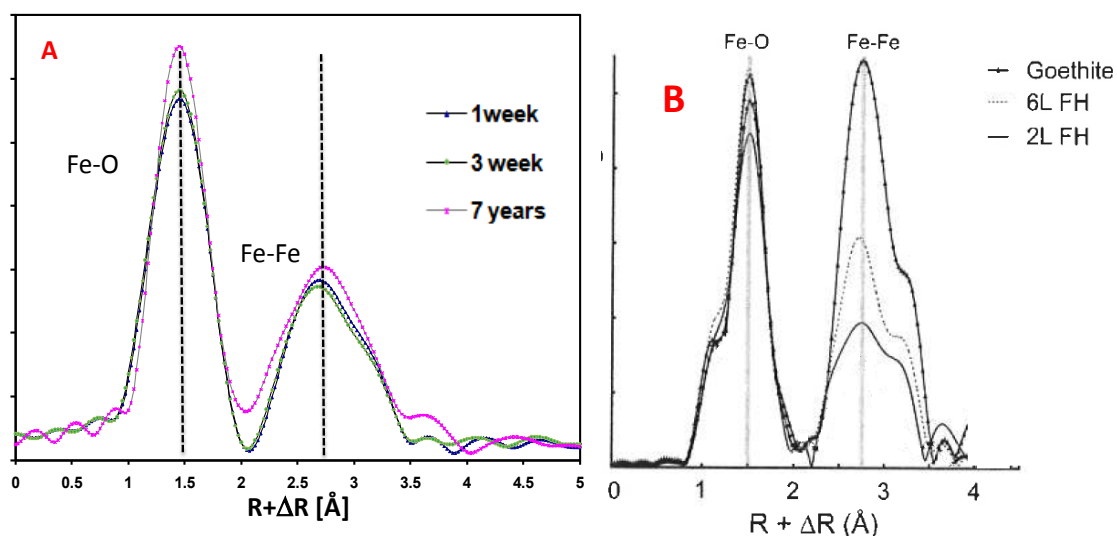 A
Fe-O
Fe-Fe
1week
3 week
7 years
0 0.5 1 1.5 2 2.5 3 3.5 4 4.5 5
R+ΔR [Å]
B
Fe-O
Fe-Fe
Goethite
6L FH
2L FH
0 1 2 3 4
R + ΔR (Å)